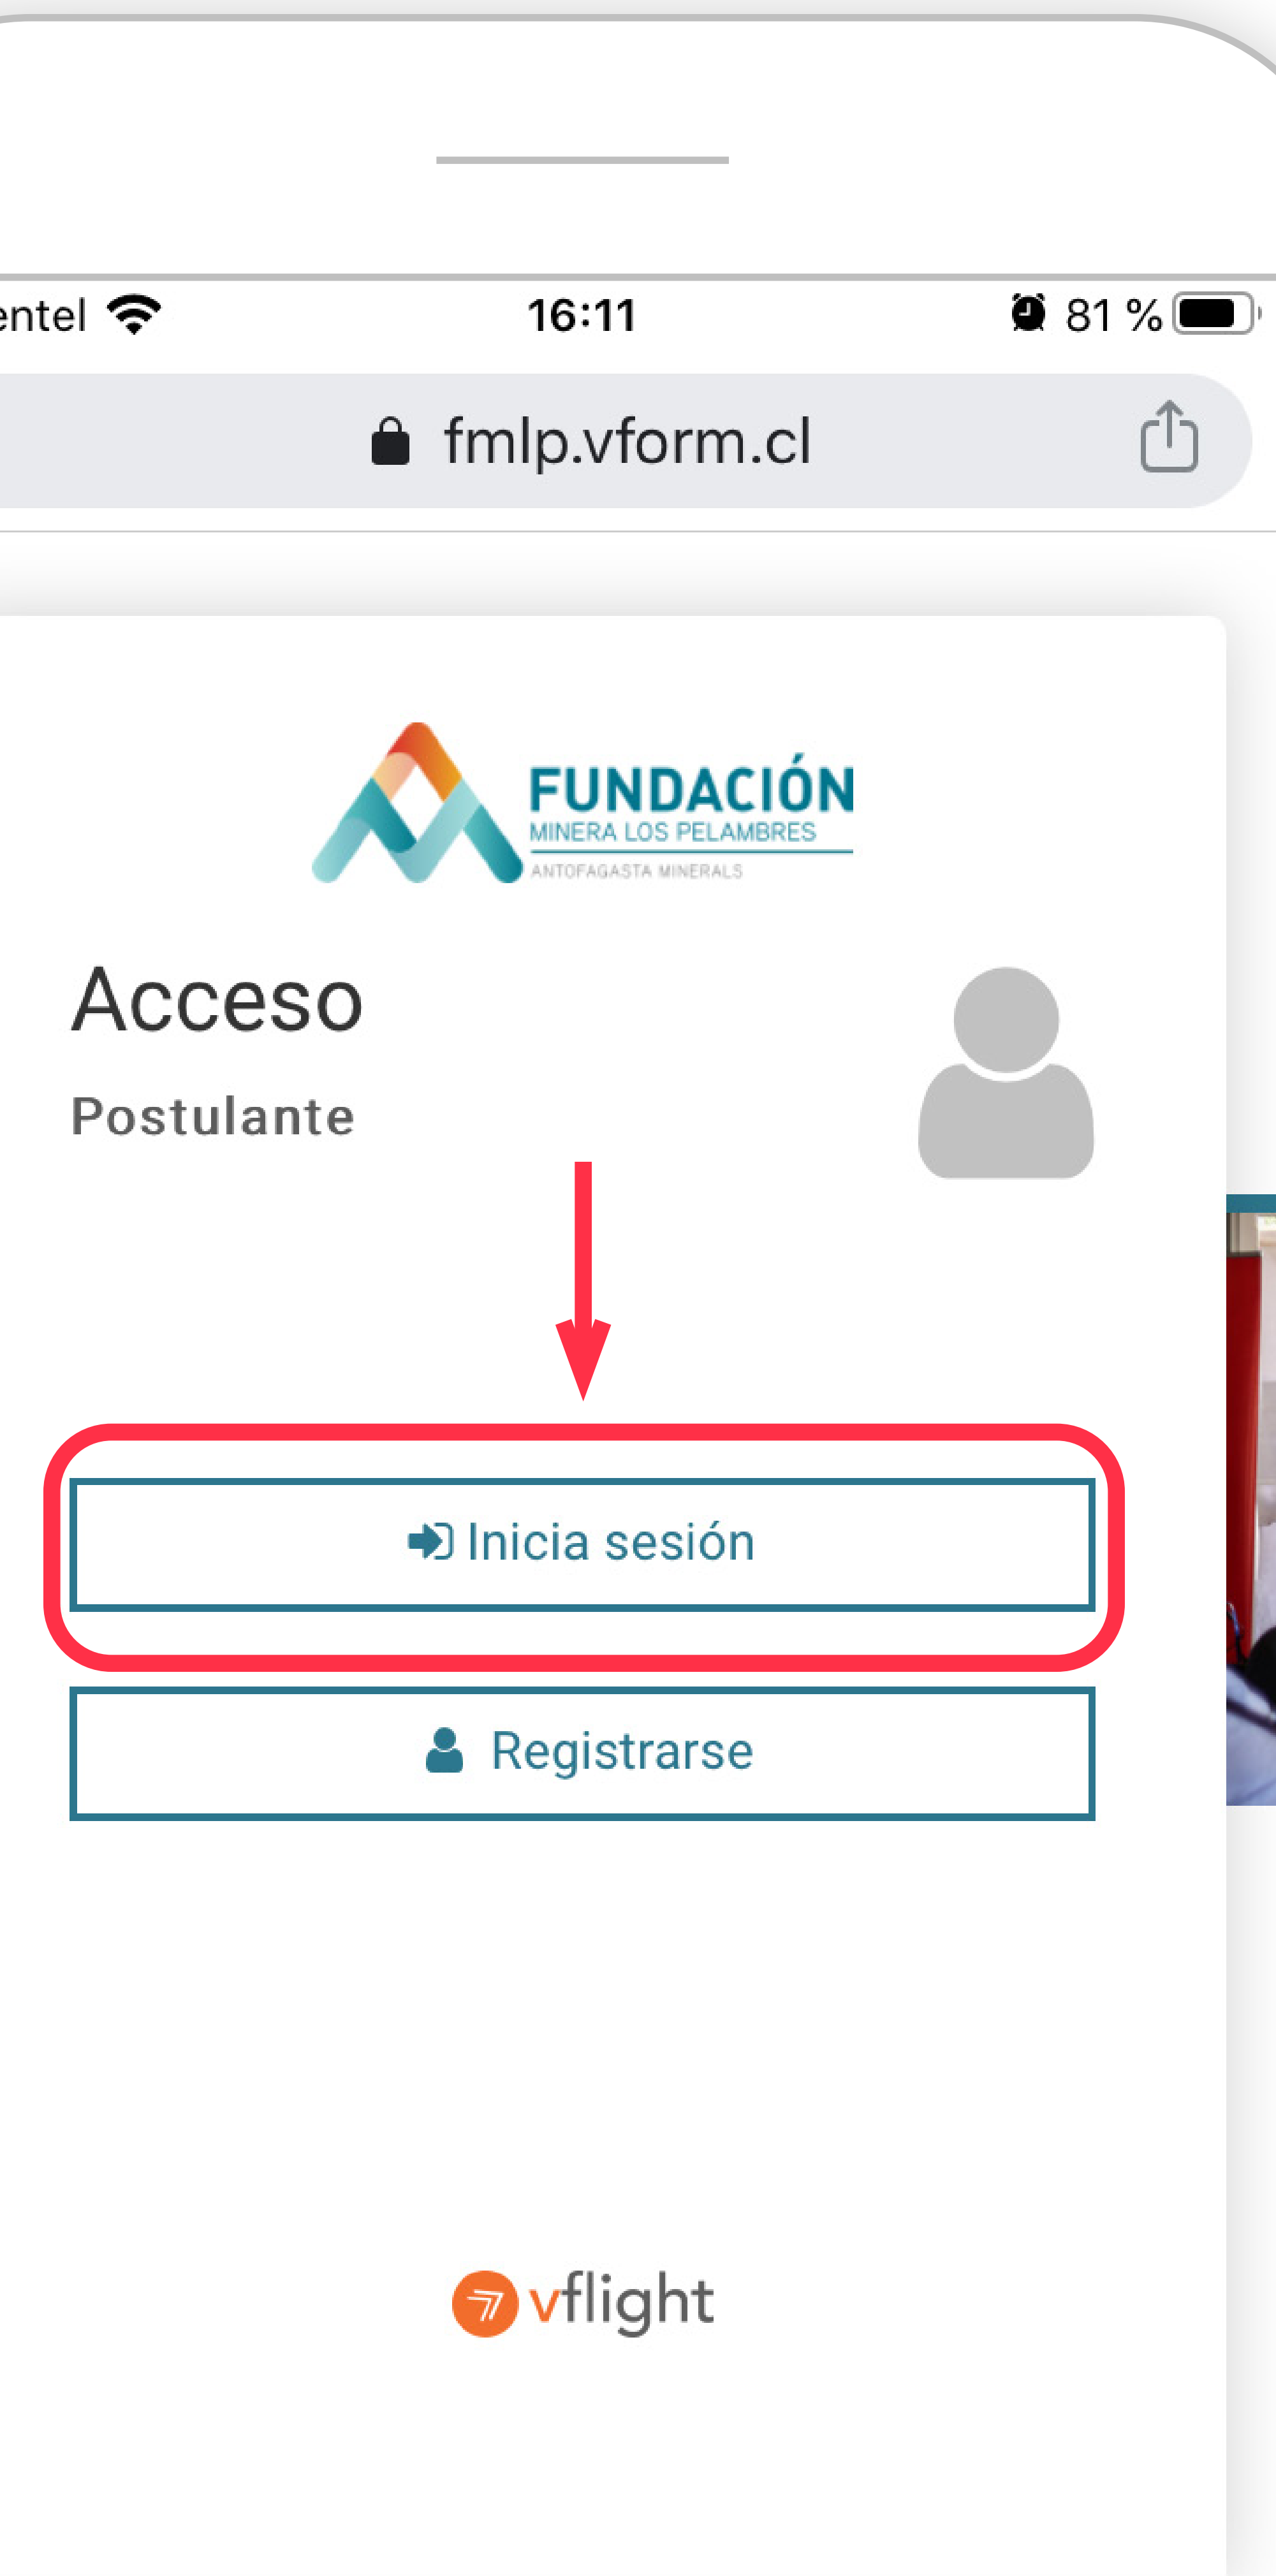 entel 16:11 81 %
fmlp.vform.cl
FUNDACIÓN
MINERA LOS PELAMBRES
ANTOFAGASTA MINERALS
Acceso
Postulante
Inicia sesión
Registrarse
vflight